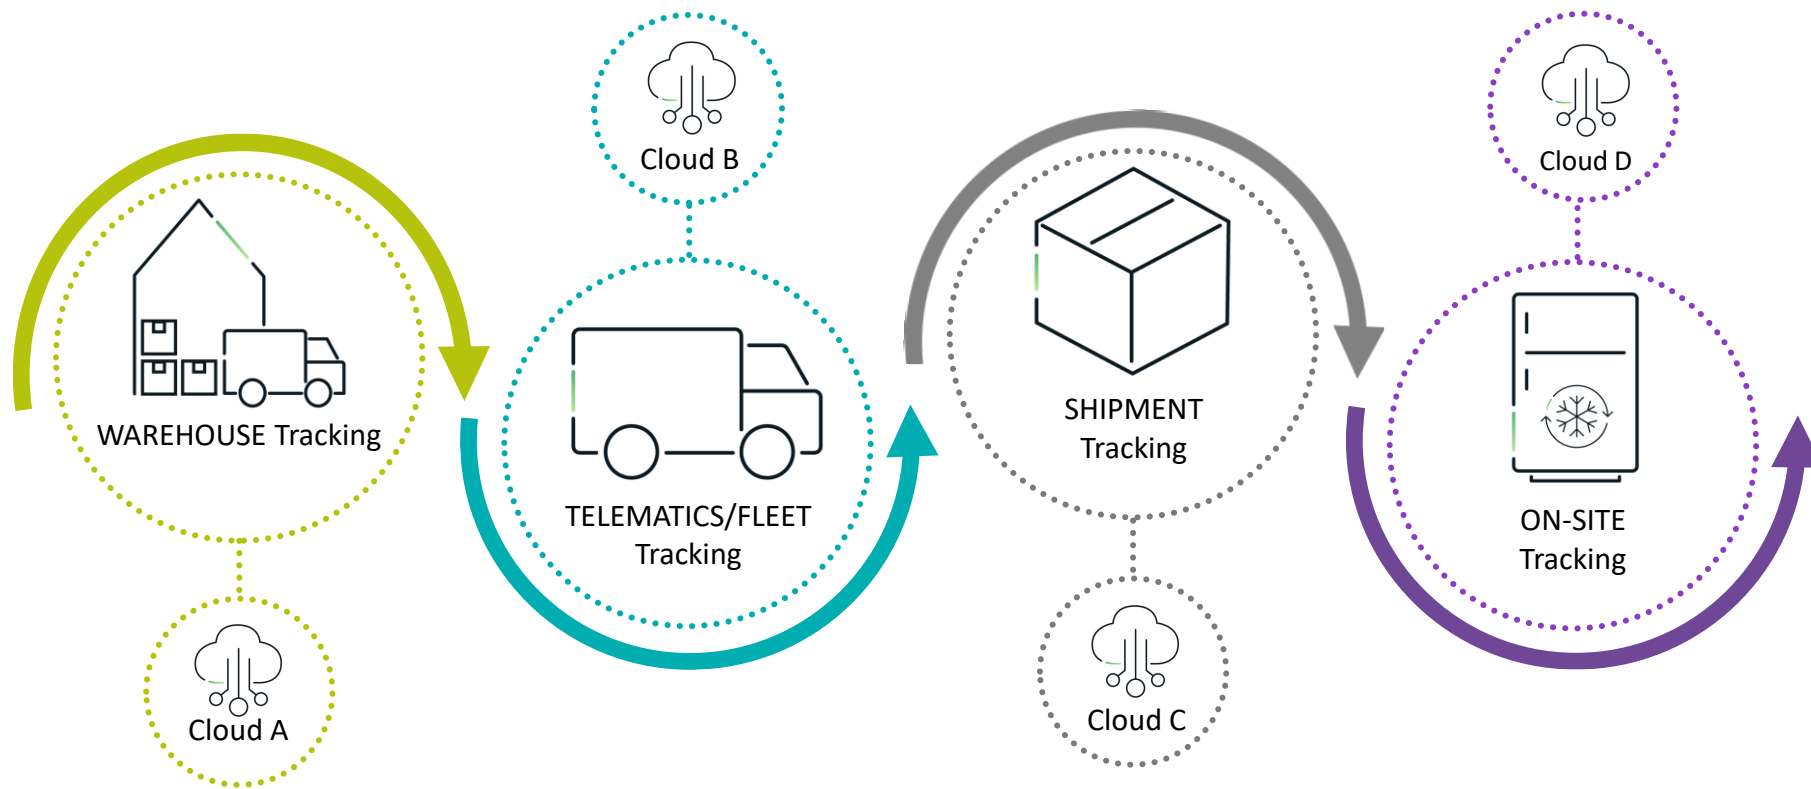 WAREHOUSE Tracking
Cloud A
Cloud B
TELEMATICS/FLEET
Tracking
SHIPMENT
Tracking
Cloud C
Cloud D
ON-SITE
Tracking